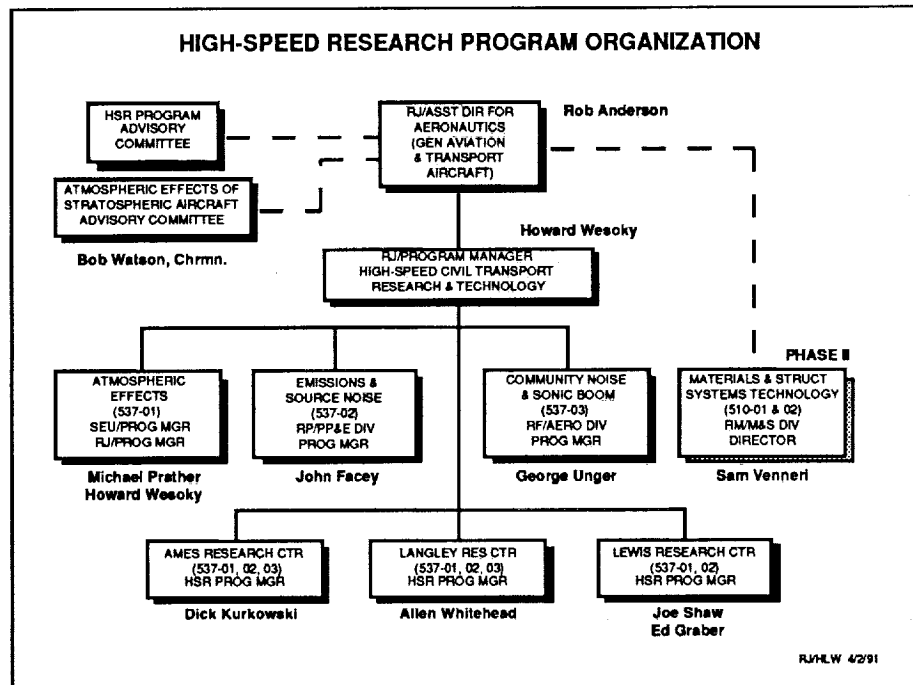 HIGH-SPEED RESEARCH PROGRAM ORGANIZATION
HSR PROGRAM
ADVISORY
COMMITTEE
RJ/ASST DIR FOR
AERONAUTICS
(GEN AVIATION
& TRANSPORT
AIRCRAFT)
Rob Anderson
ATMOSPHERIC EFFECTS OF
STRATOSPHERIC AIRCRAFT
ADVISORY COMMITTEE
Bob Watson, Chrmn.
Howard Wesoky
RJ/PROGRAM MANAGER
HIGH-SPEED CIVIL TRANSPORT
RESEARCH & TECHNOLOGY
PHASE II
ATMOSPHERIC
EFFECTS
(537-01)
SEU/PROG MGR
RJ/PROG MGR
Michael Prather
Howard Wesoky
EMISSIONS &
SOURCE NOISE
(537-02)
RP/PP&E DIV
PROG MGR
John Facey
COMMUNITY NOISE
& SONIC BOOM
(537-03)
RF/AERO DIV
PROG MGR
George Unger
MATERIALS & STRUCT
SYSTEMS TECHNOLOGY
(510-01 & 02)
RM/M&S DIV
DIRECTOR
Sam Venneri
AMES RESEARCH CTR
(537-01, 02, 03)
HSR PROG MGR
Dick Kurkowski
LANGLEY RES CTR
(537-01, 02, 03)
HSR PROG MGR
Allen Whitehead
LEWIS RESEARCH CTR
(537-01, 02)
HSR PROG MGR
Joe Shaw
Ed Graber
RJ/HLW 4/2/91